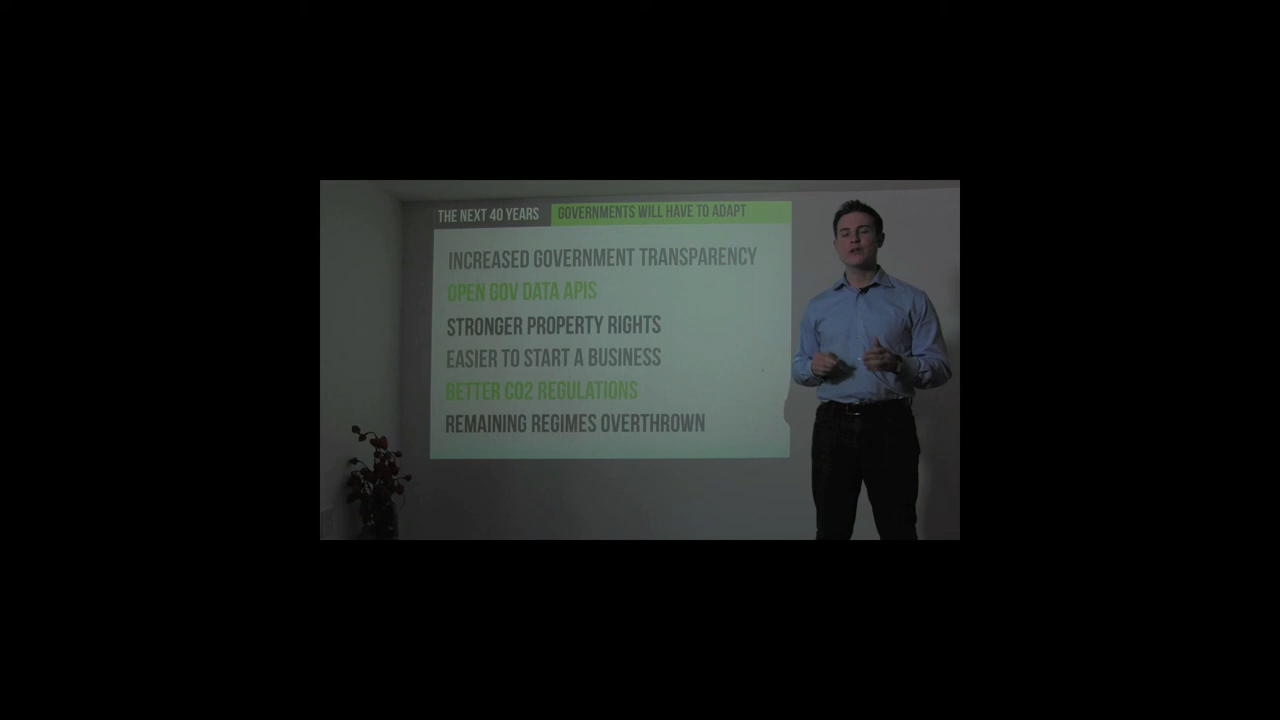 THE NEXT 40 YEARS
GOVERNMENTS WILL HAVE TO ADAPT
INCREASED GOVERNMENT TRANSPARENCY
OPEN GOV DATA APIS
STRONGER PROPERTY RIGHTS
EASIER TO START A BUSINESS
BETTER CO2 REGULATIONS
REMAINING REGIMES OVERTHROWN